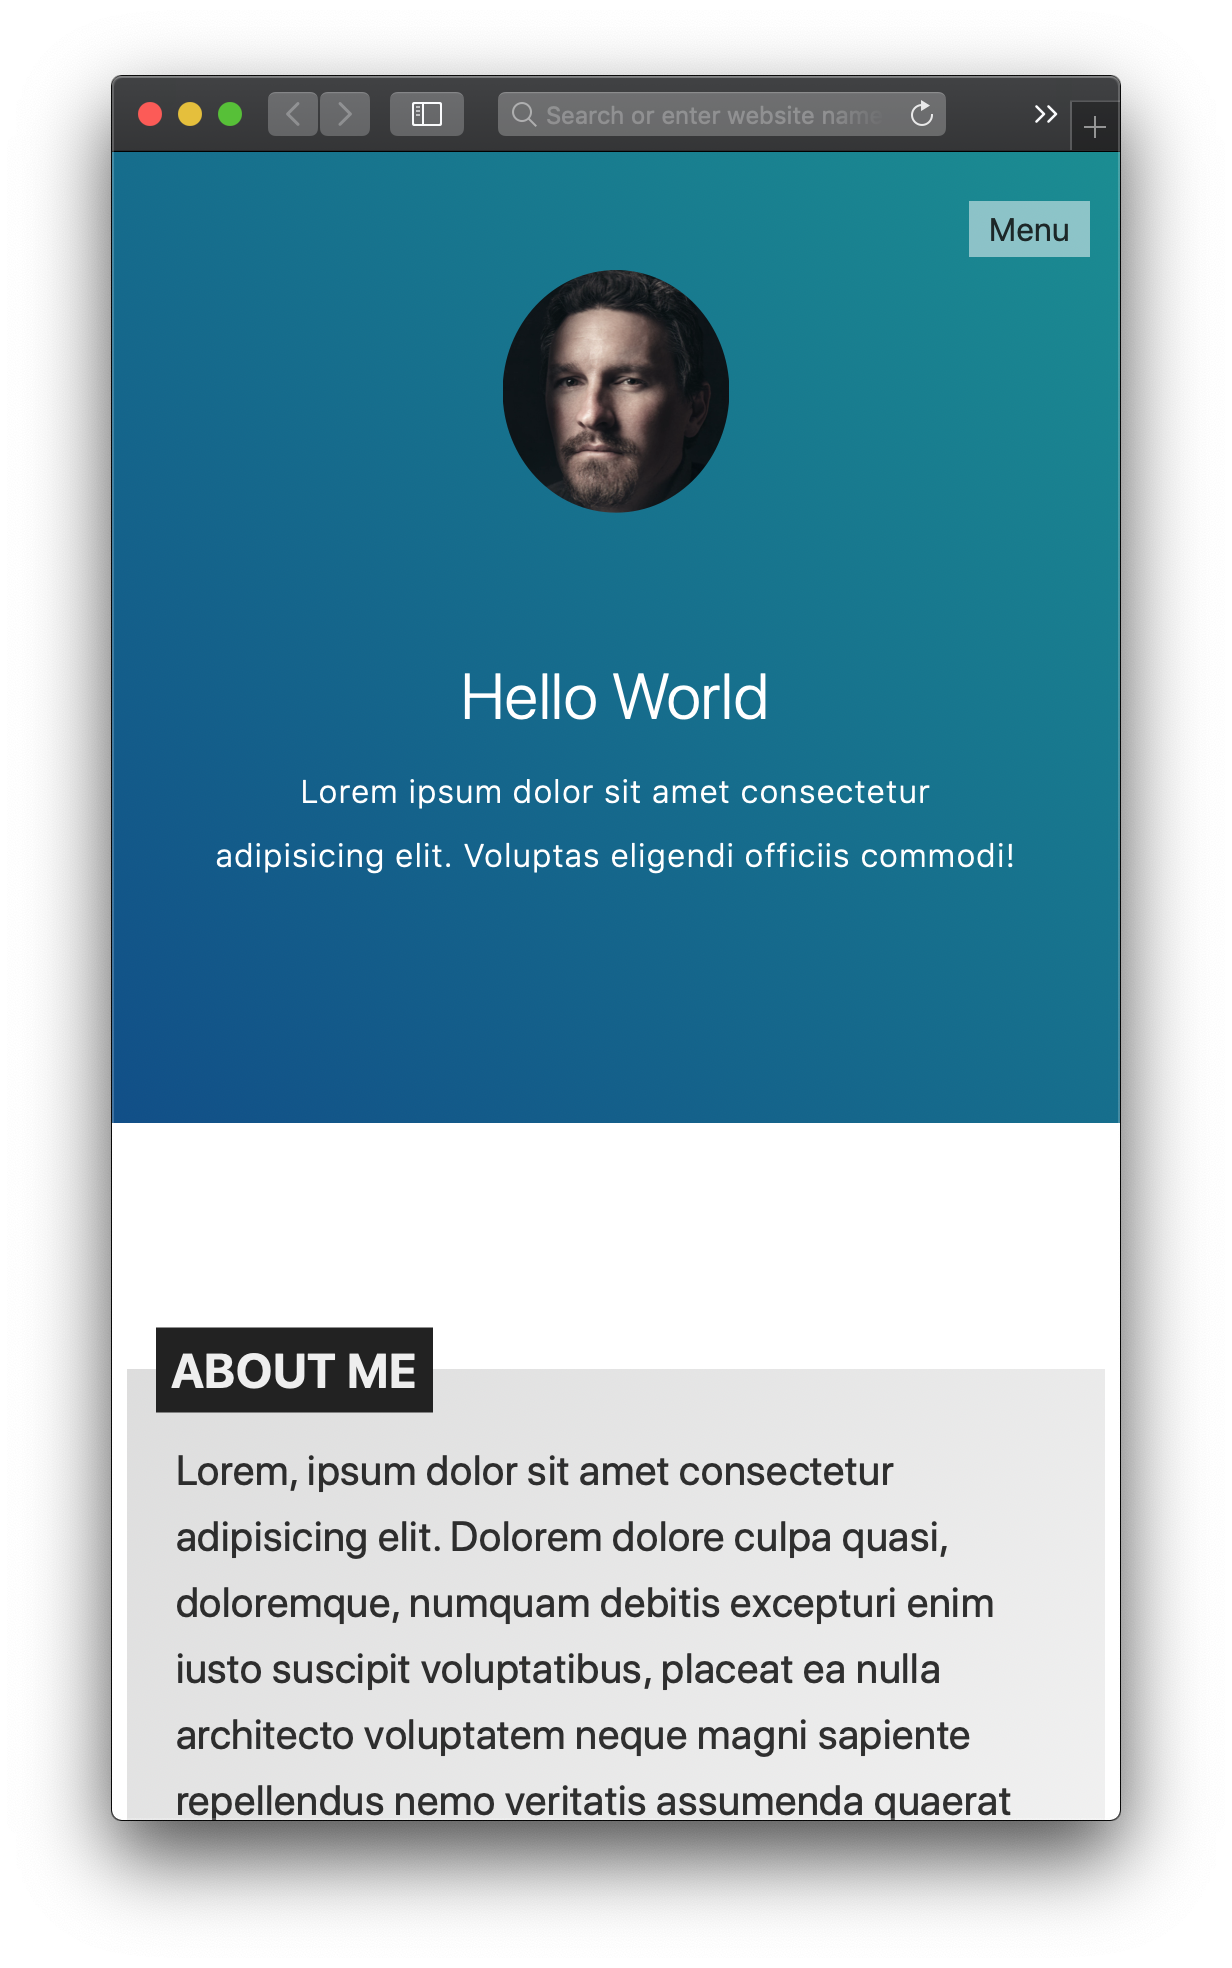 Search or enter website name
Menu
Hello World
Lorem ipsum dolor sit amet consectetur
adipisicing elit. Voluptas eligendi officiis commodi!
ABOUT ME
Lorem, ipsum dolor sit amet consectetur
adipisicing elit. Dolorem dolore culpa quasi,
doloremque, numquam debitis excepturi enim
iusto suscipit voluptatibus, placeat ea nulla
architecto voluptatem neque magni sapiente
repellendus nemo veritatis assumenda quaerat